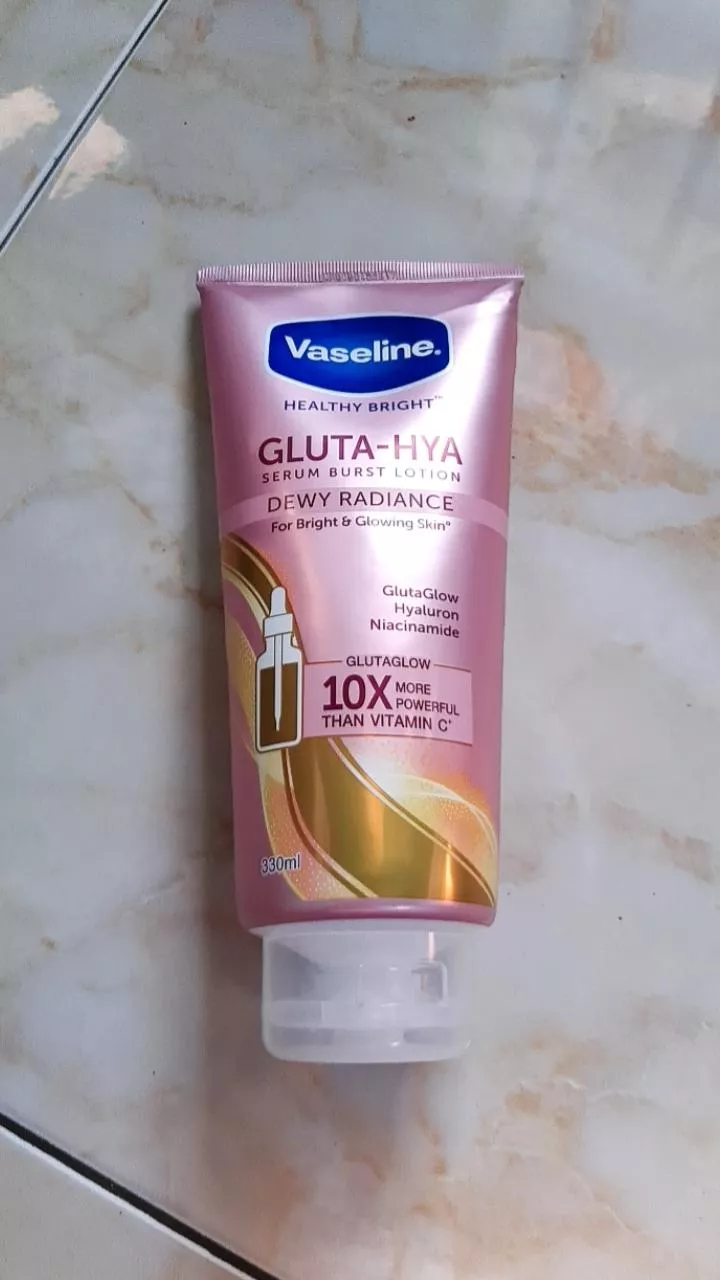 Vaseline.
HEALTHY BRIGHT™
GLUTA-HYA
SERUM BURST LOTION
DEWY RADIANCE
For Bright & Glowing Skin°
GlutaGlow
Hyaluron
Niacinamide
GLUTAGLOW
10X MORE
POWERFUL
THAN VITAMIN C*
330ml